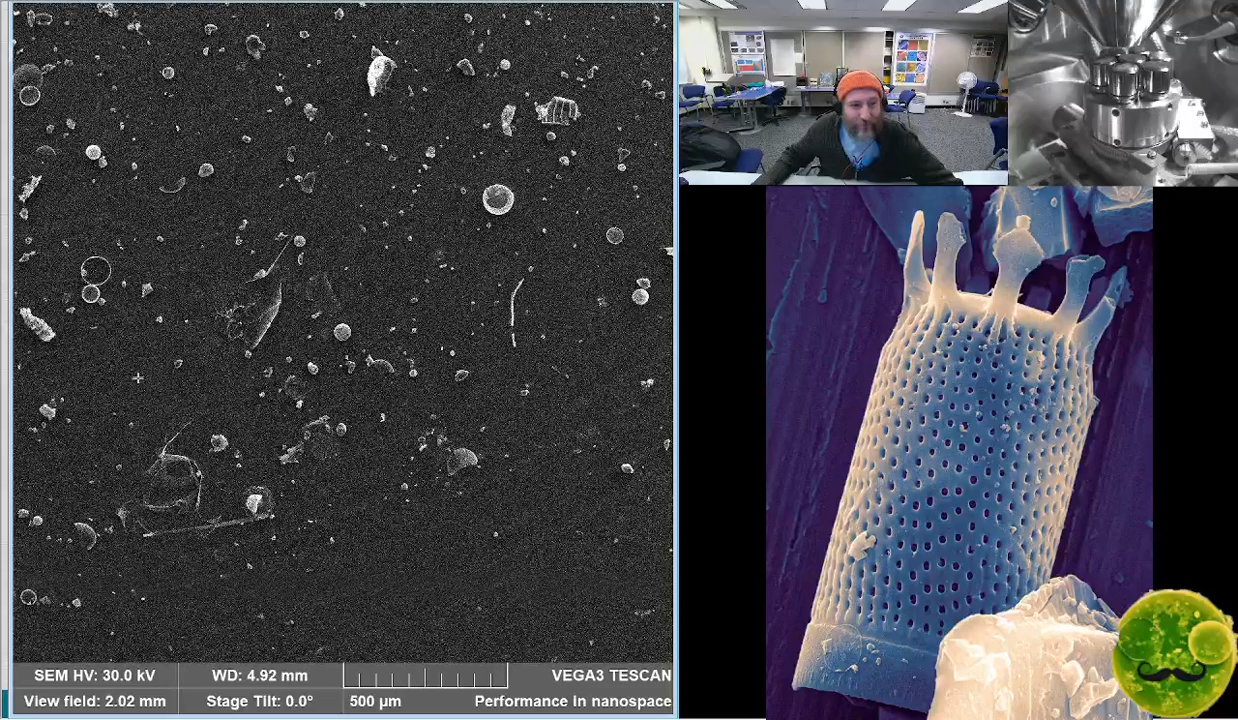 SEM HV: 30.0 kV
WD: 4.92 mm
VEGA3 TESCAN
View field: 2.02 mm
Stage Tilt: 0.0°
500 µm
Performance in nanospace